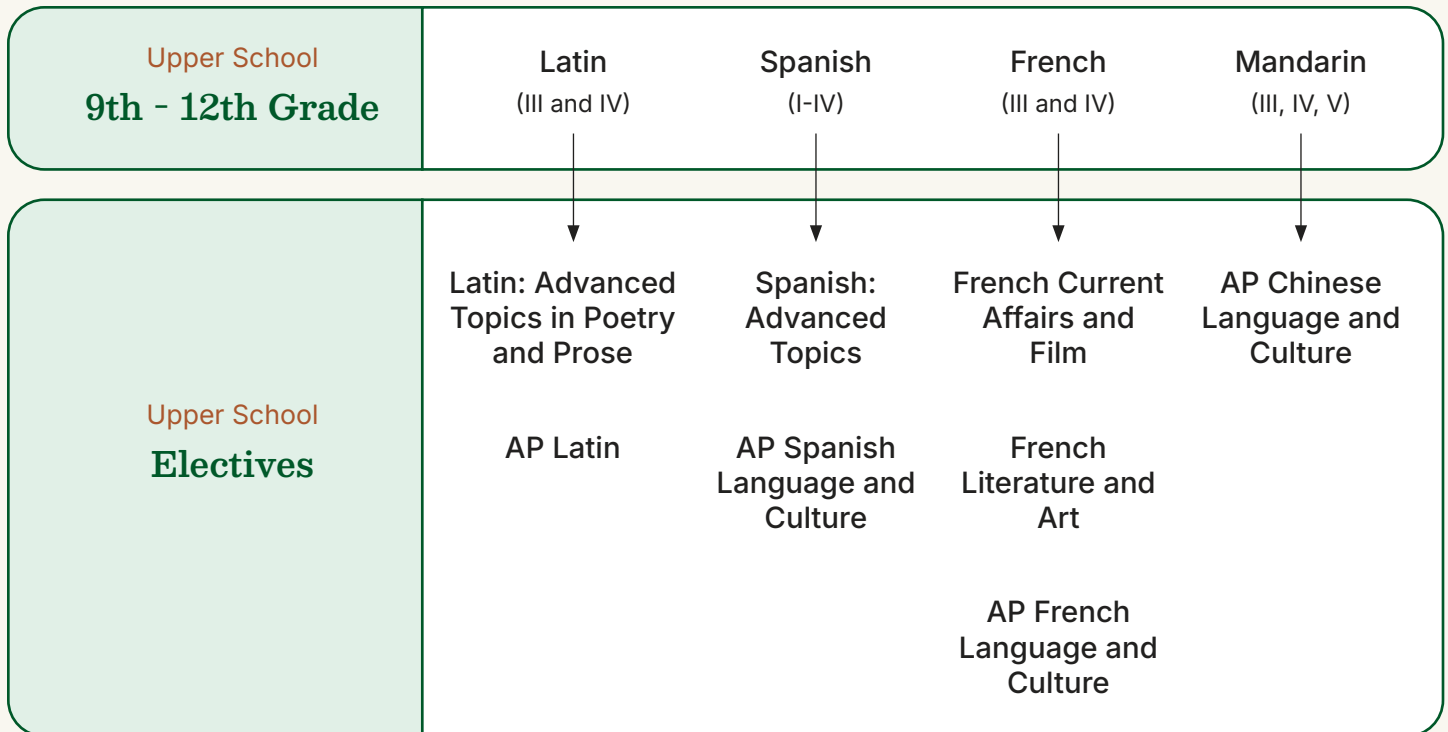 Upper School
9th - 12th Grade
Latin
(III and IV)
Spanish
(I-IV)
French
(III and IV)
Mandarin
(III, IV, V)
Upper School
Electives
Latin: Advanced
Topics in Poetry
and Prose
AP Latin
Spanish:
Advanced
Topics
AP Spanish
Language and
Culture
French Current
Affairs and
Film
French
Literature and
Art
AP French
Language and
Culture
AP Chinese
Language and
Culture